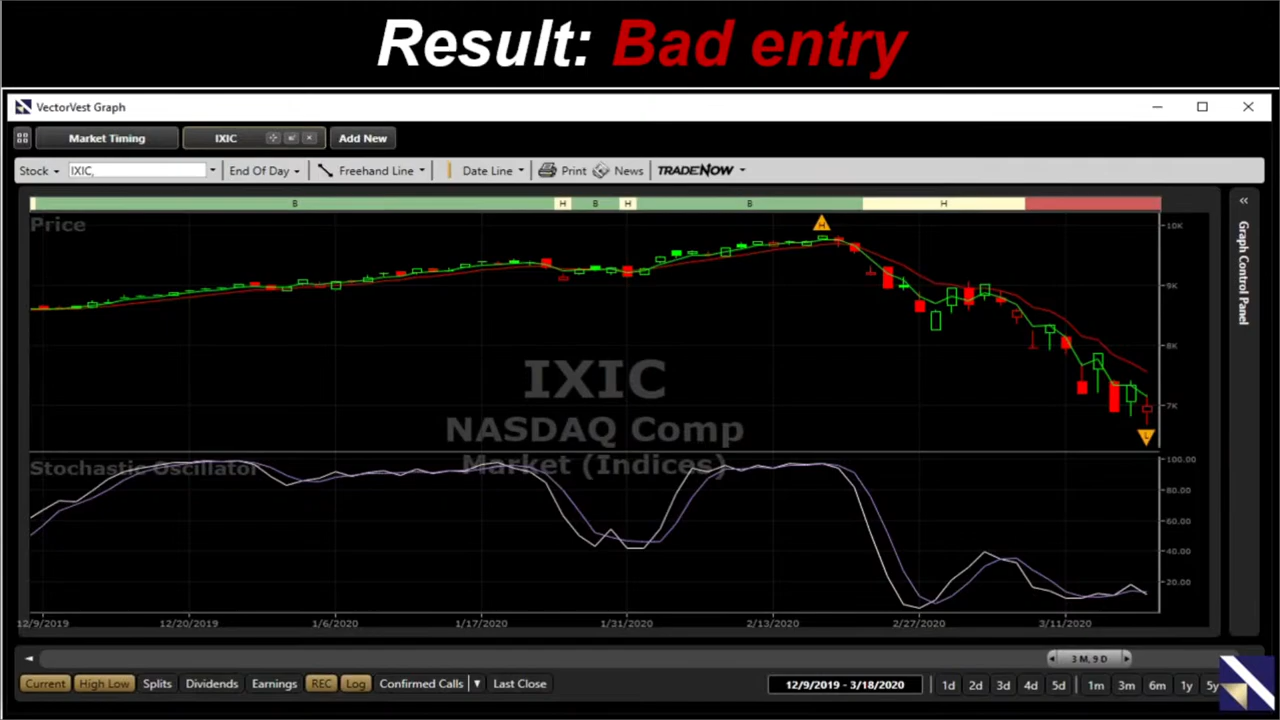 Result: Bad entry
VectorVest Graph
Market Timing IXIC Add New
Stock IXIC, End Of Day Freehand Line Date Line Print News TRADENOW
B H B H B H
Price
H
10K
9K
8K
7K
IXIC
NASDAQ Comp
Market (Indices)
L
Stochastic Oscillator
100.00
80.00
60.00
40.00
20.00
12/9/2019 12/20/2019 1/6/2020 1/17/2020 1/31/2020 2/13/2020 2/27/2020 3/11/2020
Graph Control Panel
3 M, 9 D
Current High Low Splits Dividends Earnings REC Log Confirmed Calls Last Close 12/9/2019 - 3/18/2020 1d 2d 3d 4d 5d 1m 3m 6m 1y 5y